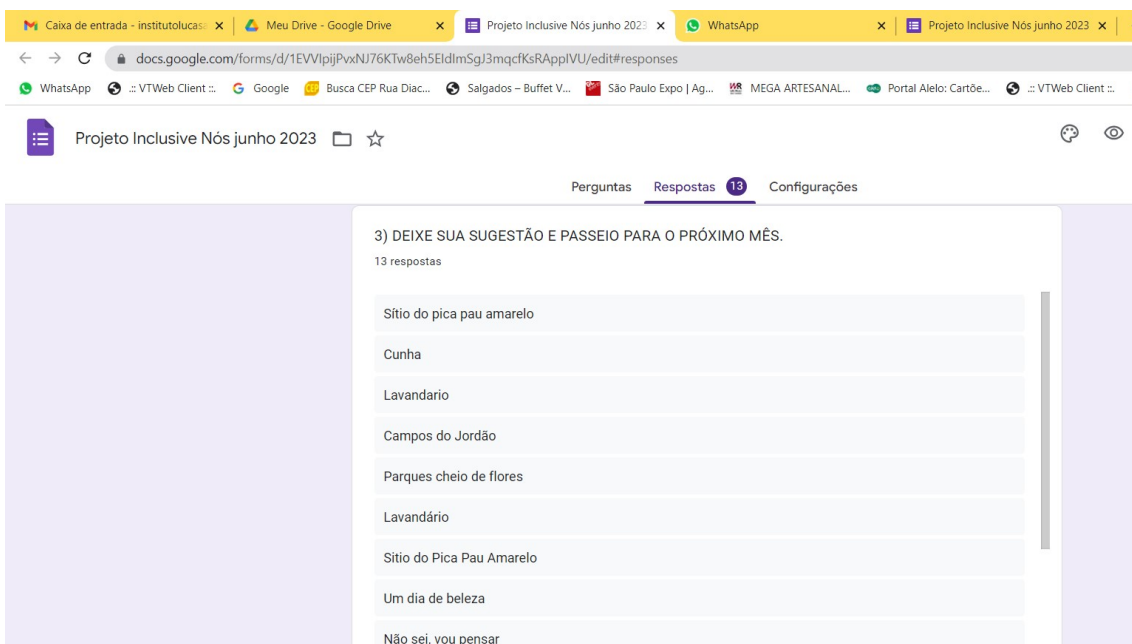 Caixa de entrada - institutolucasa
Meu Drive - Google Drive
Projeto Inclusive Nós junho 2023
WhatsApp
Projeto Inclusive Nós junho 2023
docs.google.com/forms/d/1EVVIpijPvxNJ76KTw8eh5EIdImSgJ3mqcfKsRAppIVU/edit#responses
WhatsApp
.:: VTWeb Client ::.
Google
Busca CEP Rua Diac...
Salgados – Buffet V...
São Paulo Expo | Ag...
MEGA ARTESANAL...
Portal Alelo: Cartõe...
.:: VTWeb Client ::.
Projeto Inclusive Nós junho 2023
Perguntas
Respostas 13
Configurações
3) DEIXE SUA SUGESTÃO E PASSEIO PARA O PRÓXIMO MÊS.
13 respostas
Sítio do pica pau amarelo
Cunha
Lavandario
Campos do Jordão
Parques cheio de flores
Lavandário
Sitio do Pica Pau Amarelo
Um dia de beleza
Não sei, vou pensar